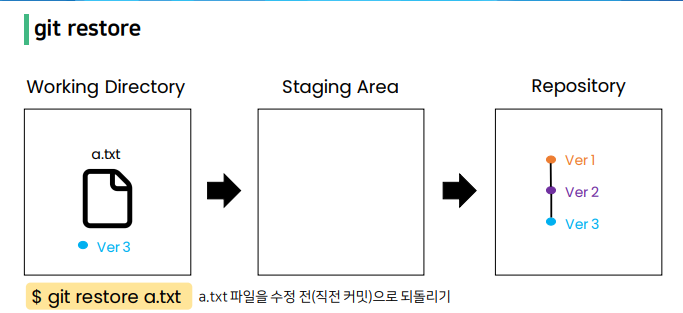 git restore
Working Directory
Staging Area
Repository
a.txt
Ver 3
Ver 1
Ver 2
Ver 3
$ git restore a.txt
a.txt 파일을 수정 전(직전 커밋)으로 되돌리기